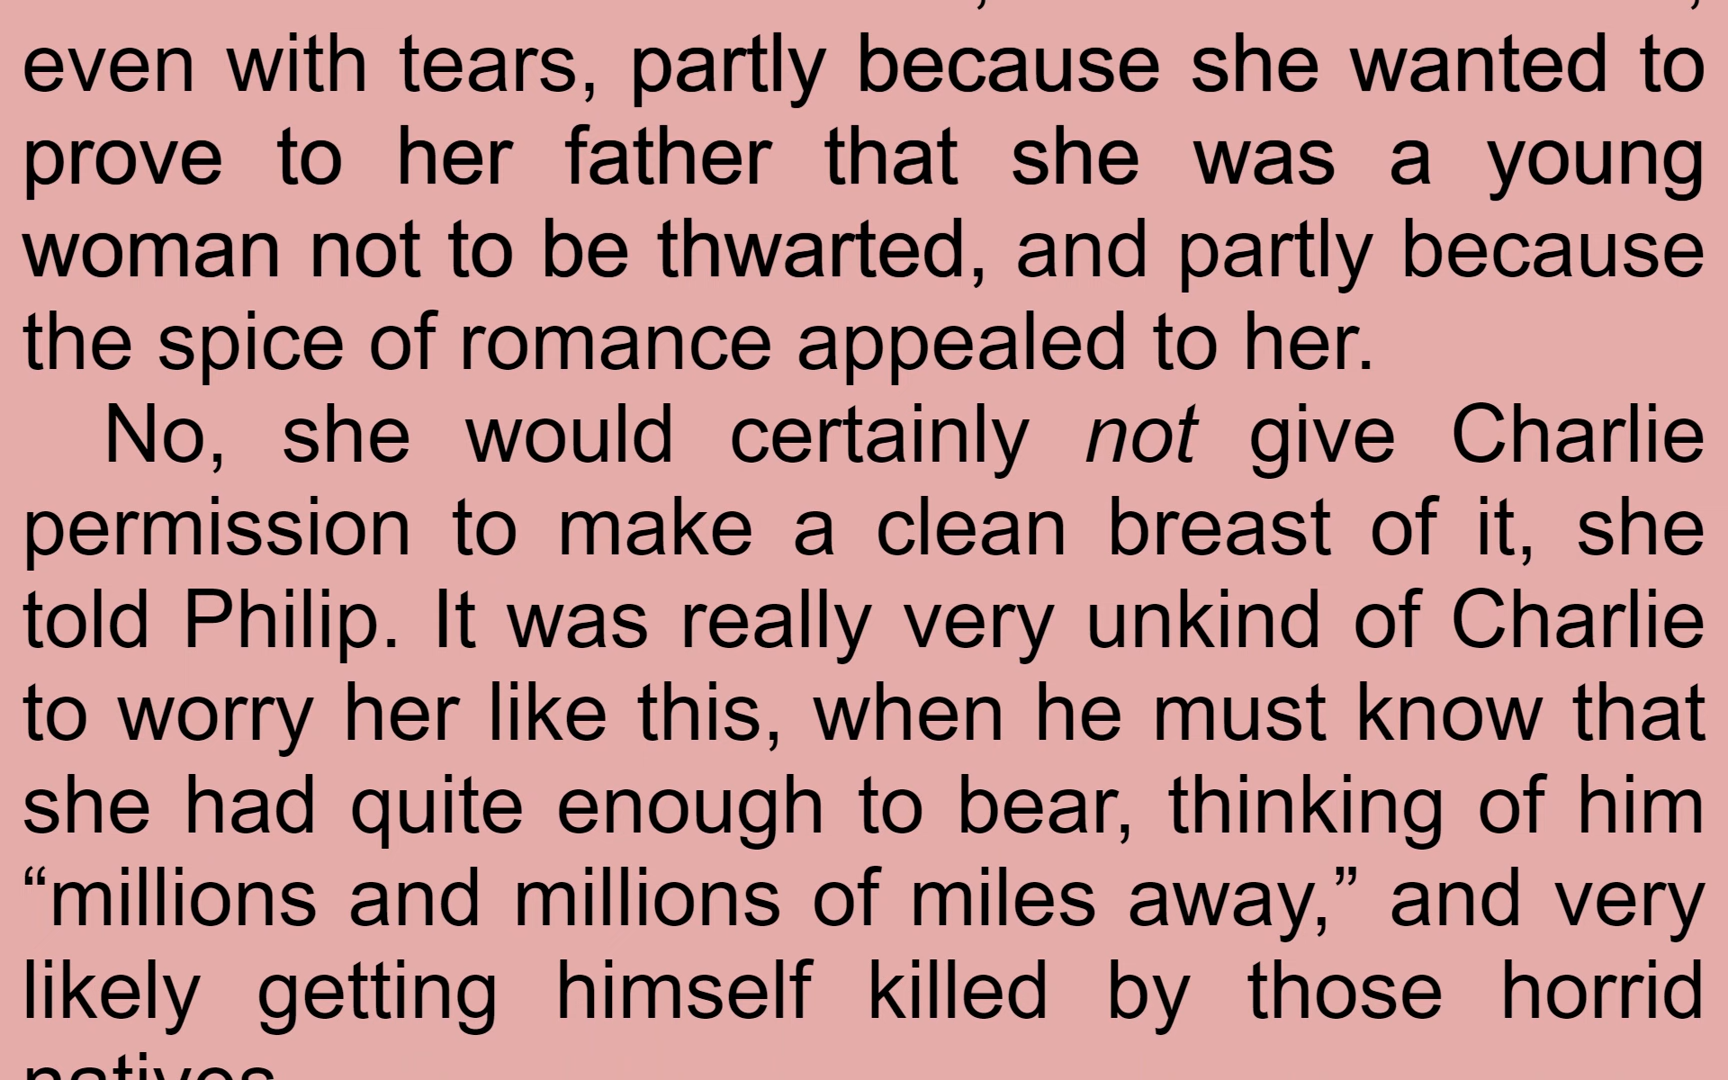 even with tears, partly because she wanted to
prove to her father that she was a young
woman not to be thwarted, and partly because
the spice of romance appealed to her.
No, she would certainly not give Charlie
permission to make a clean breast of it, she
told Philip. It was really very unkind of Charlie
to worry her like this, when he must know that
she had quite enough to bear, thinking of him
“millions and millions of miles away,” and very
likely getting himself killed by those horrid
natives